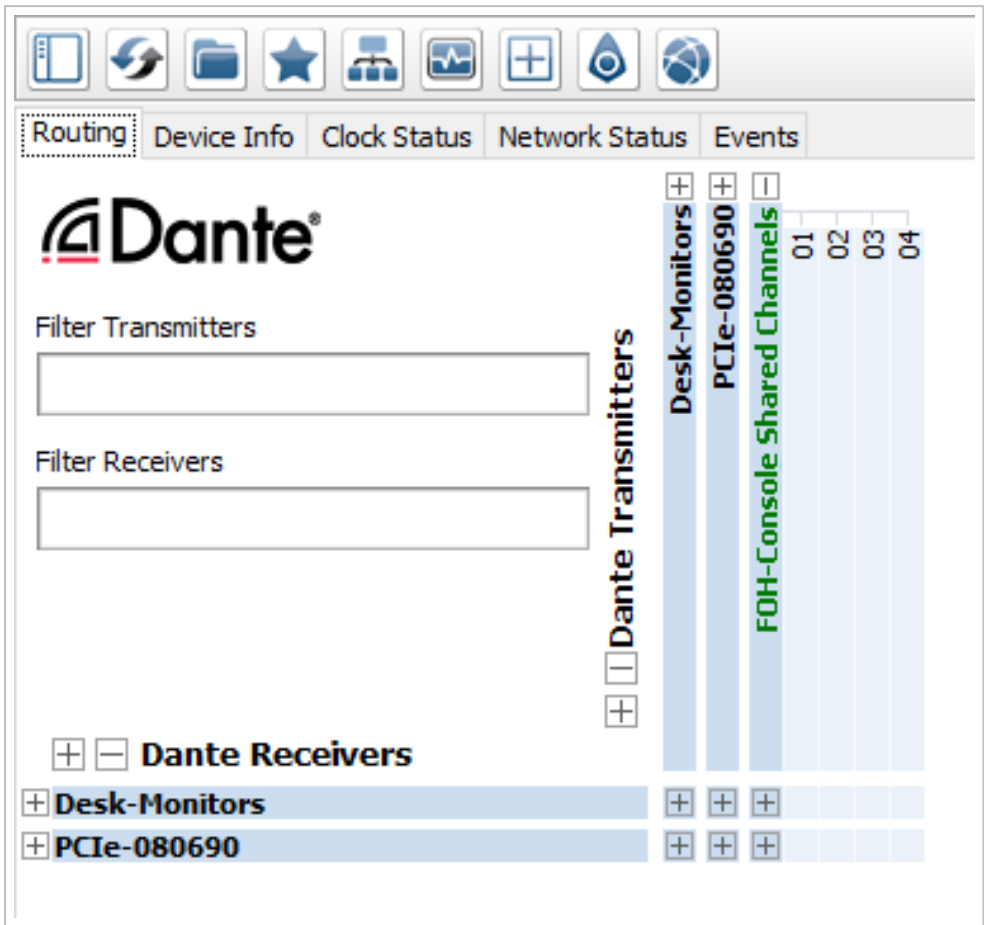 Routing
Device Info
Clock Status
Network Status
Events
Dante®
Filter Transmitters
Filter Receivers
Dante Transmitters
Desk-Monitors
PCIe-080690
FOH-Console Shared Channels
01
02
03
04
Dante Receivers
Desk-Monitors
PCIe-080690